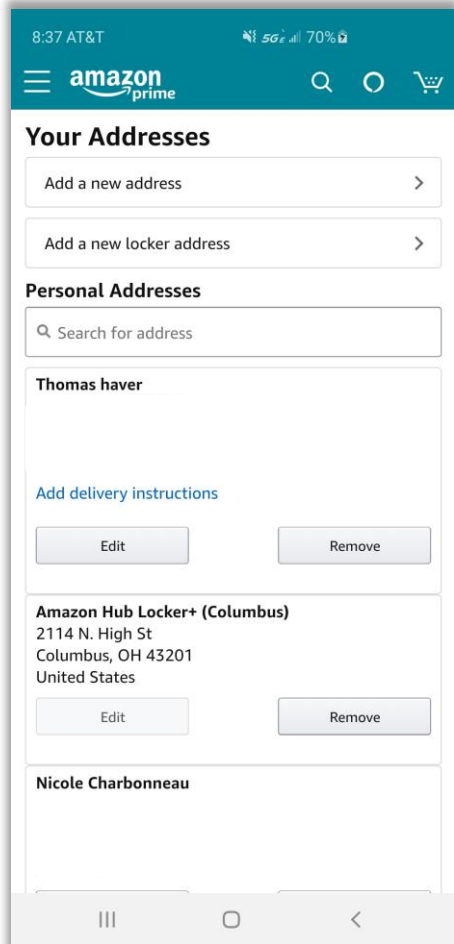 8:37 AT&T 5GE 70%
amazon prime
Your Addresses
Add a new address
Add a new locker address
Personal Addresses
Search for address
Thomas haver
Add delivery instructions
Edit Remove
Amazon Hub Locker+ (Columbus)
2114 N. High St
Columbus, OH 43201
United States
Edit Remove
Nicole Charbonneau